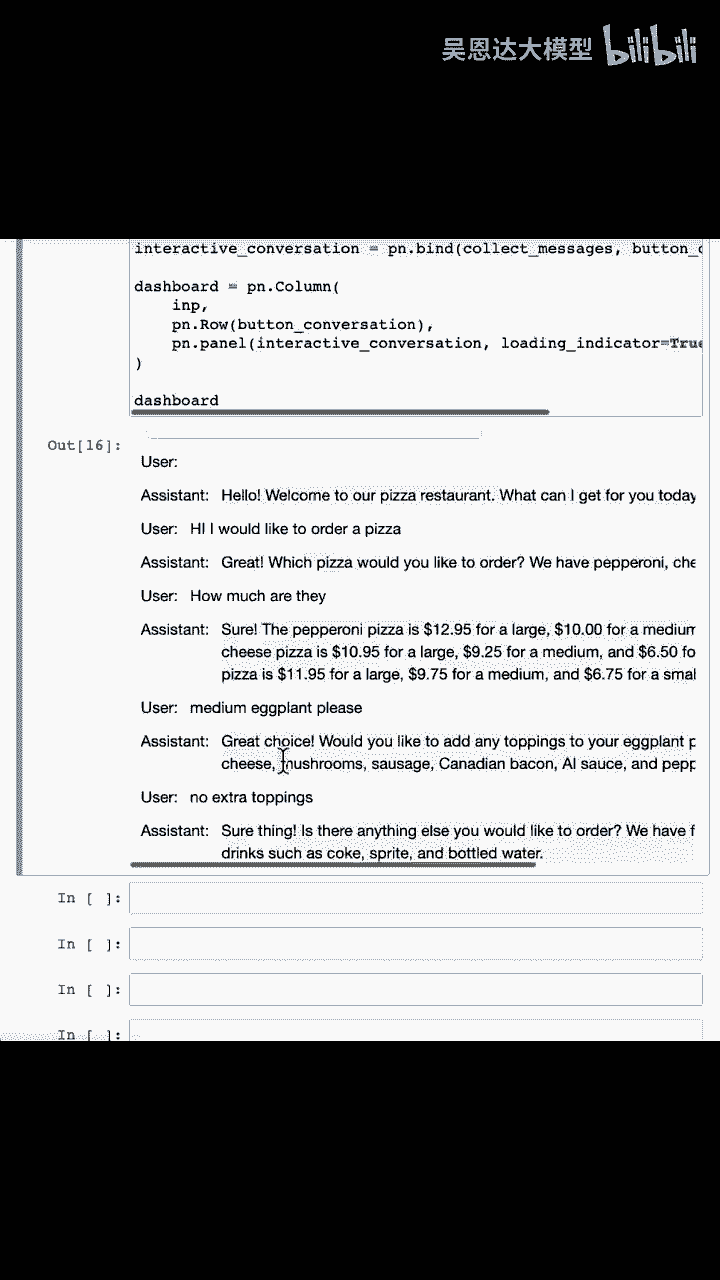 吴恩达大模型 bilibili
interactive_conversation = pn.bind(collect_messages, button_c
dashboard = pn.Column(
inp,
pn.Row(button_conversation),
pn.panel(interactive_conversation, loading_indicator=True
)
dashboard
Out[16]:
User:
Assistant: Hello! Welcome to our pizza restaurant. What can I get for you today
User: HI I would like to order a pizza
Assistant: Great! Which pizza would you like to order? We have pepperoni, che
User: How much are they
Assistant: Sure! The pepperoni pizza is $12.95 for a large, $10.00 for a medium
cheese pizza is $10.95 for a large, $9.25 for a medium, and $6.50 fo
pizza is $11.95 for a large, $9.75 for a medium, and $6.75 for a smal
User: medium eggplant please
Assistant: Great choice! Would you like to add any toppings to your eggplant p
cheese, mushrooms, sausage, Canadian bacon, AI sauce, and pepp
User: no extra toppings
Assistant: Sure thing! Is there anything else you would like to order? We have f
drinks such as coke, sprite, and bottled water.
In [ ]:
In [ ]:
In [ ]:
In [ ]: